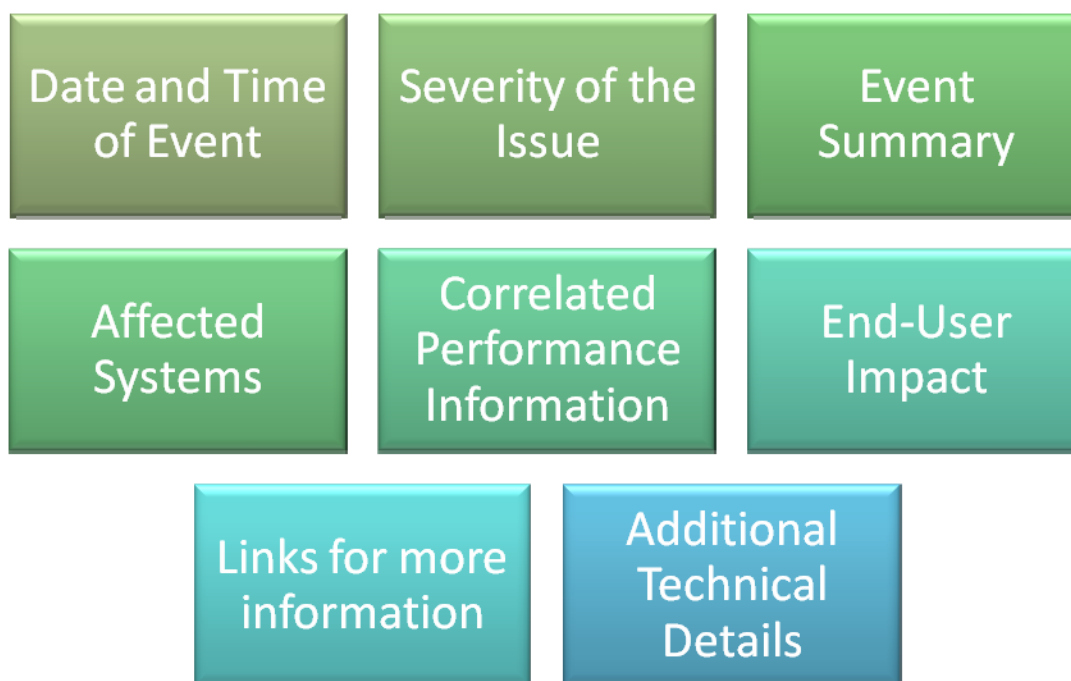 Date and Time
of Event
Severity of the
Issue
Event
Summary
Affected
Systems
Correlated
Performance
Information
End-User
Impact
Links for more
information
Additional
Technical
Details